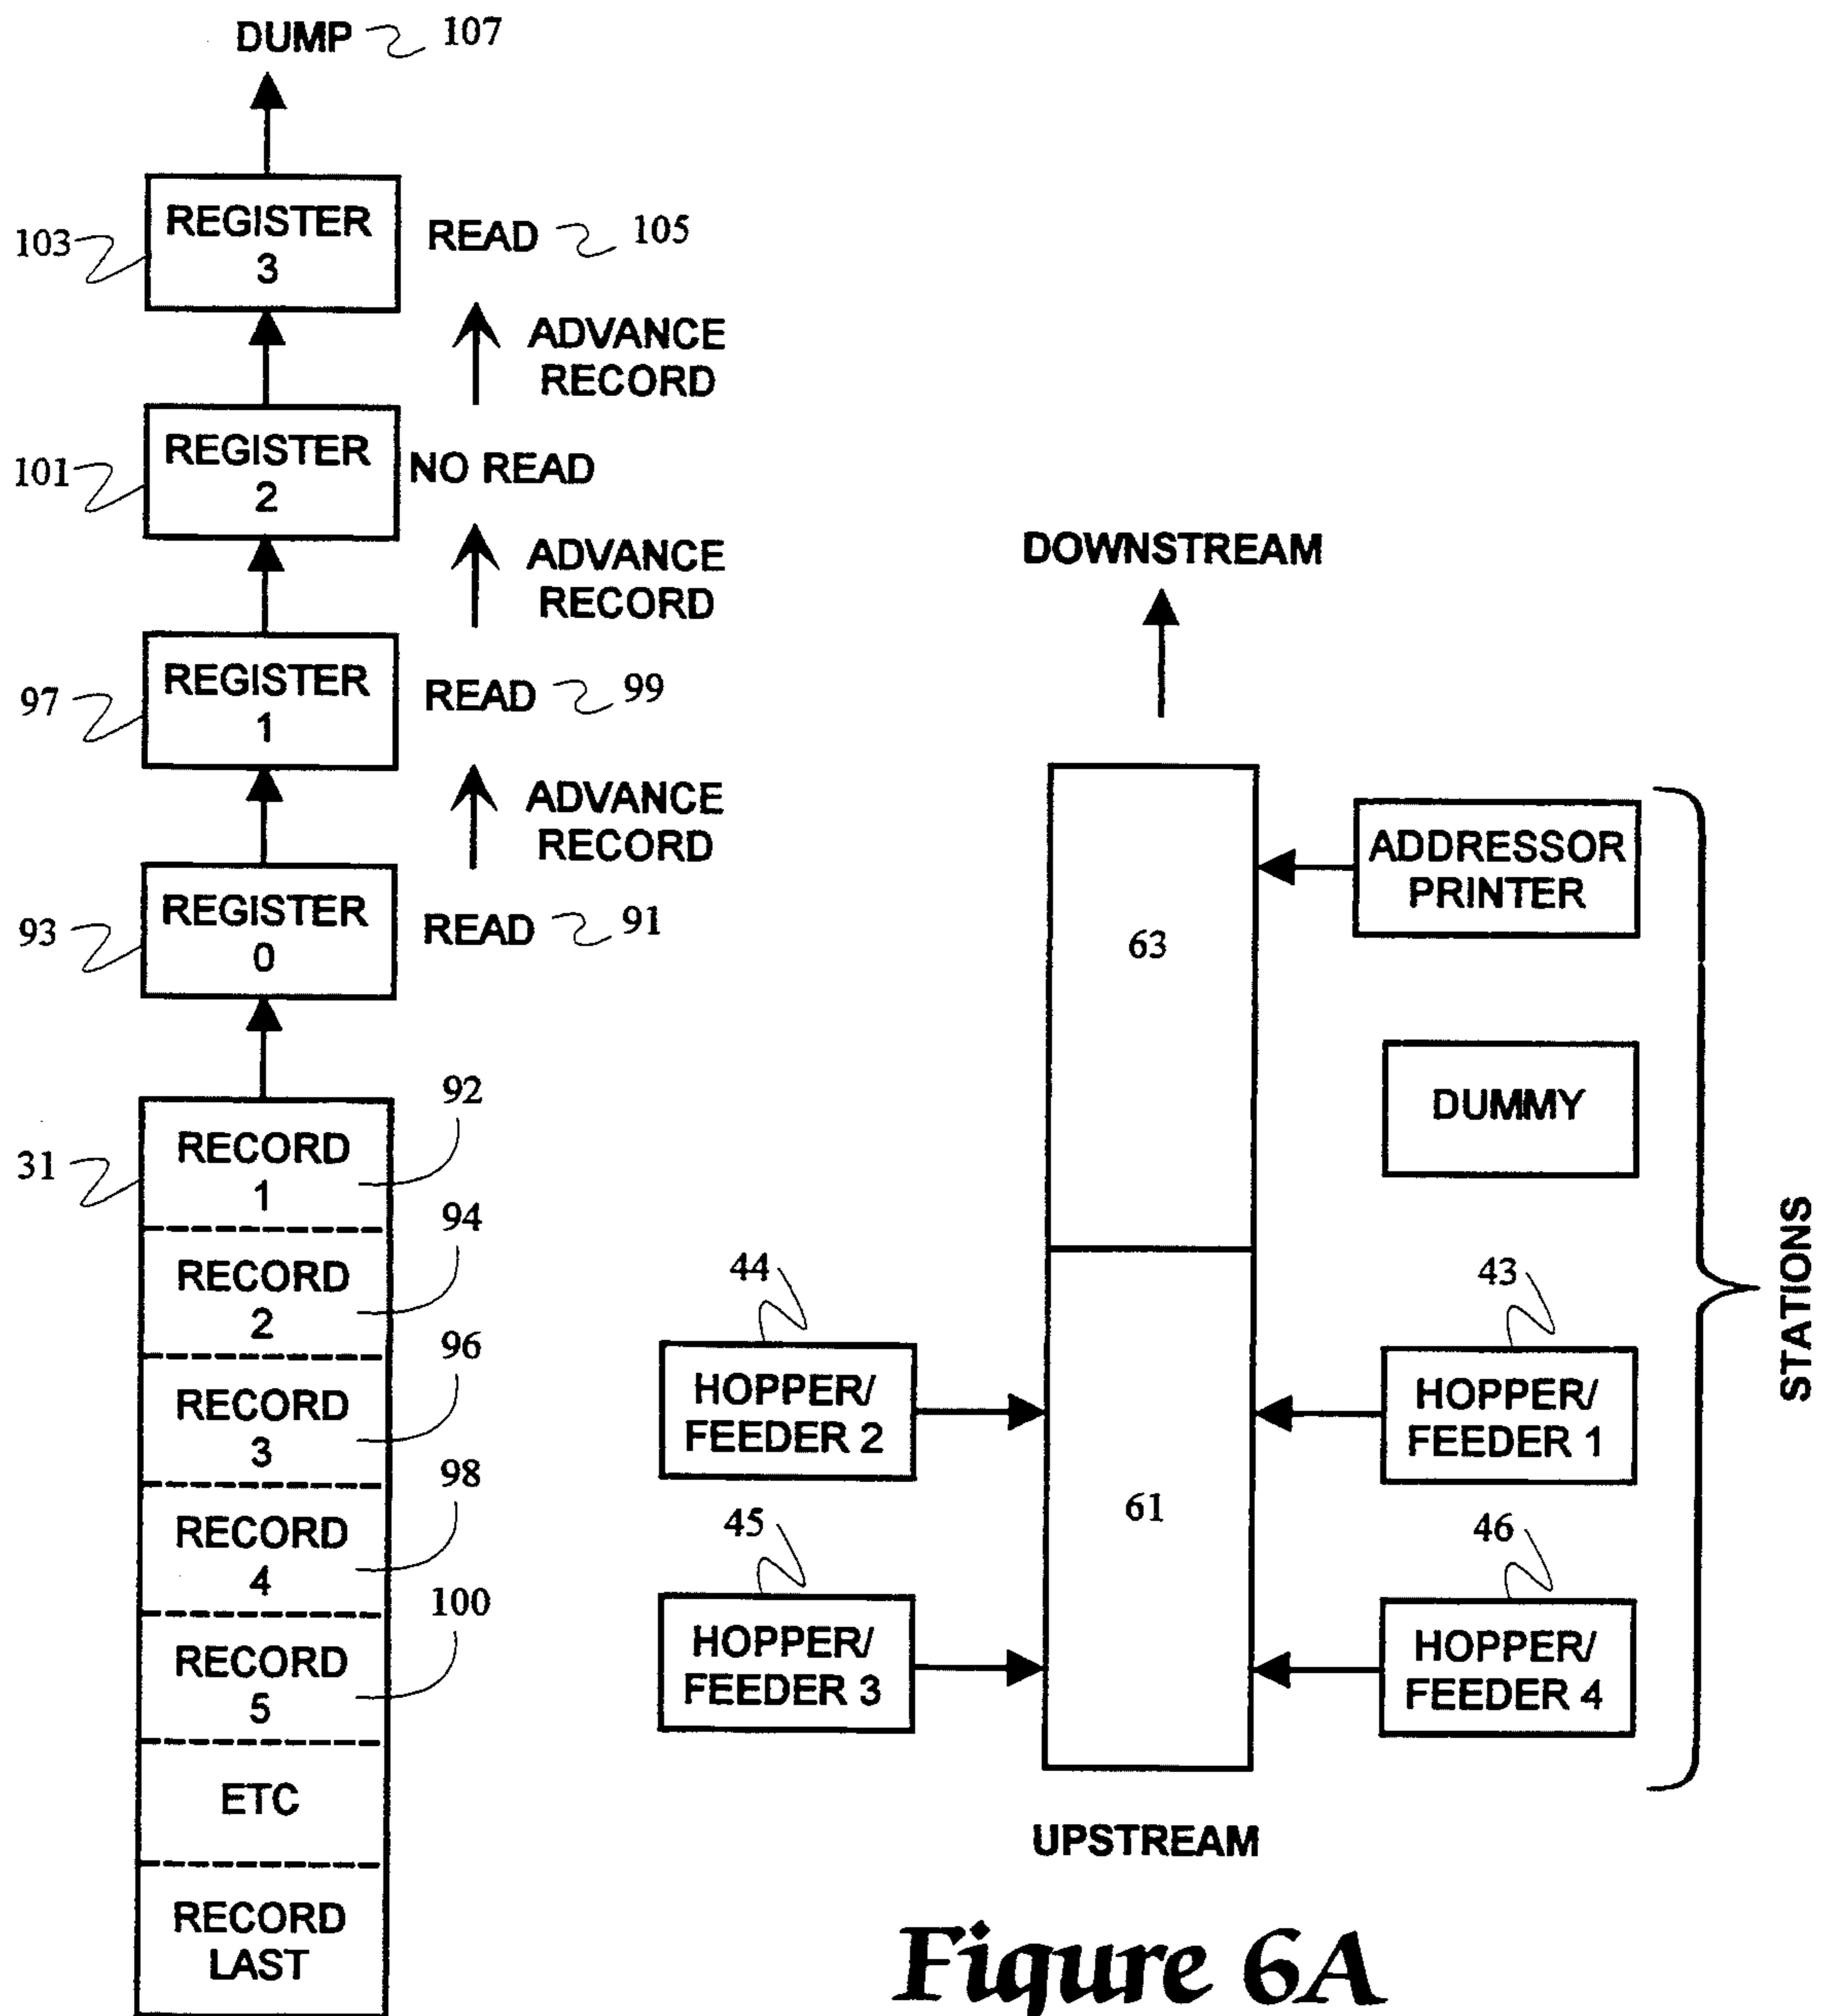 DUMP 107
REGISTER
3
103
READ 105
ADVANCE
RECORD
REGISTER
2
101
NO READ
ADVANCE
RECORD
REGISTER
1
97
READ 99
ADVANCE
RECORD
REGISTER
0
93
READ 91
31
RECORD
1
92
RECORD
2
94
RECORD
3
96
RECORD
4
98
RECORD
5
100
ETC
RECORD
LAST
DOWNSTREAM
63
ADDRESSOR
PRINTER
DUMMY
44
HOPPER/
FEEDER 2
43
HOPPER/
FEEDER 1
61
45
HOPPER/
FEEDER 3
46
HOPPER/
FEEDER 4
STATIONS
UPSTREAM
Figure 6A